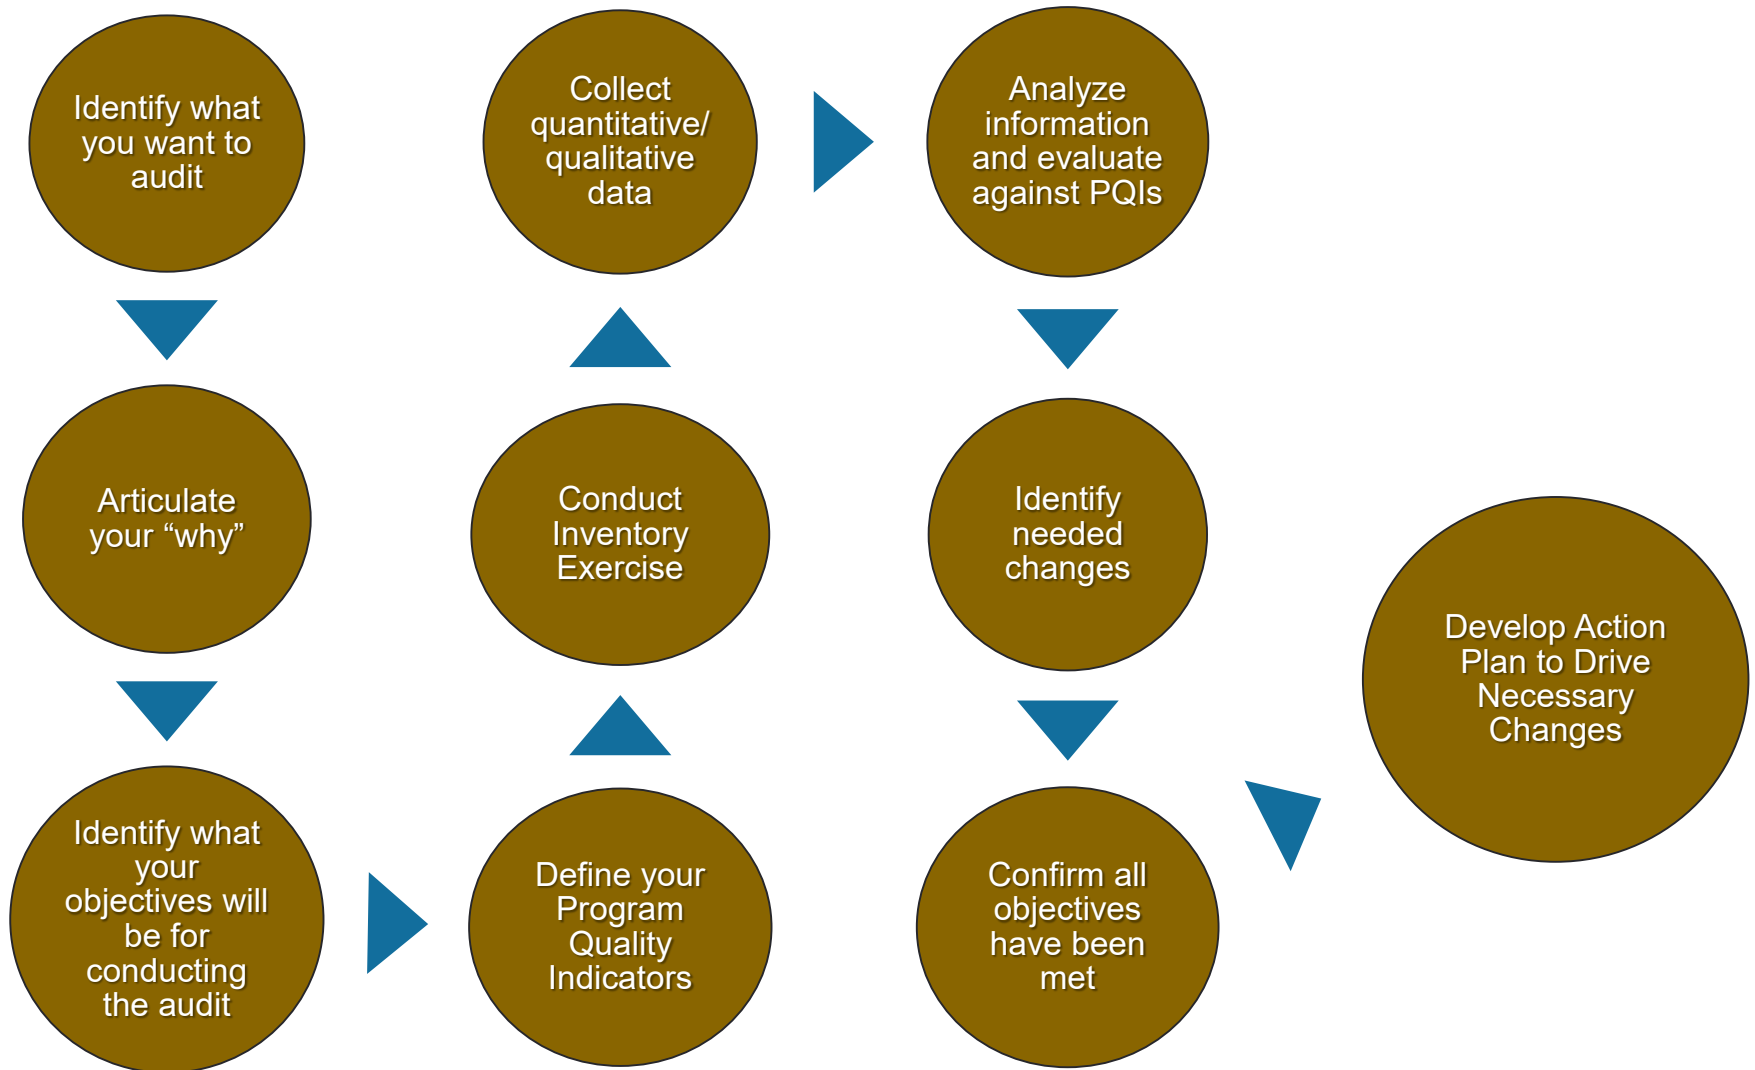 Identify what
you want to
audit
Articulate
your “why”
Identify what
your
objectives will
be for
conducting
the audit
Define your
Program
Quality
Indicators
Conduct
Inventory
Exercise
Collect
quantitative/
qualitative
data
Analyze
information
and evaluate
against PQIs
Identify
needed
changes
Confirm all
objectives
have been
met
Develop Action
Plan to Drive
Necessary
Changes